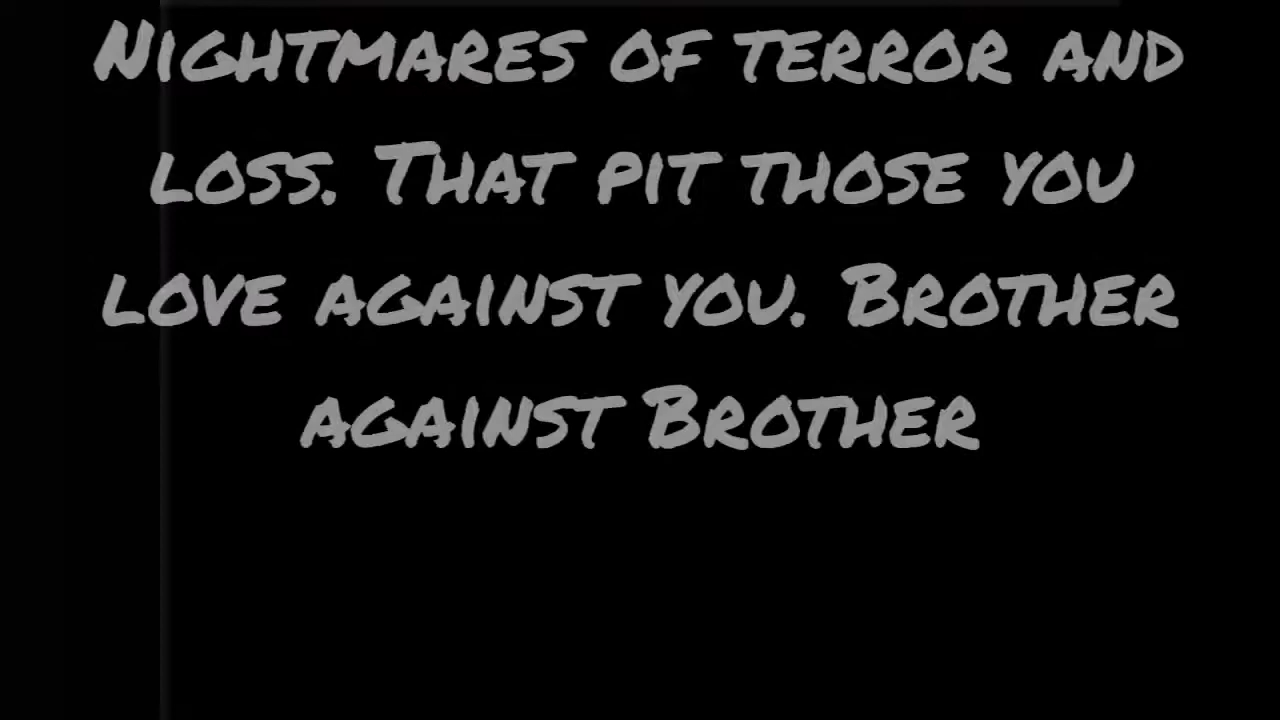 Nightmares of terror and
loss. That pit those you
love against you. Brother
against Brother